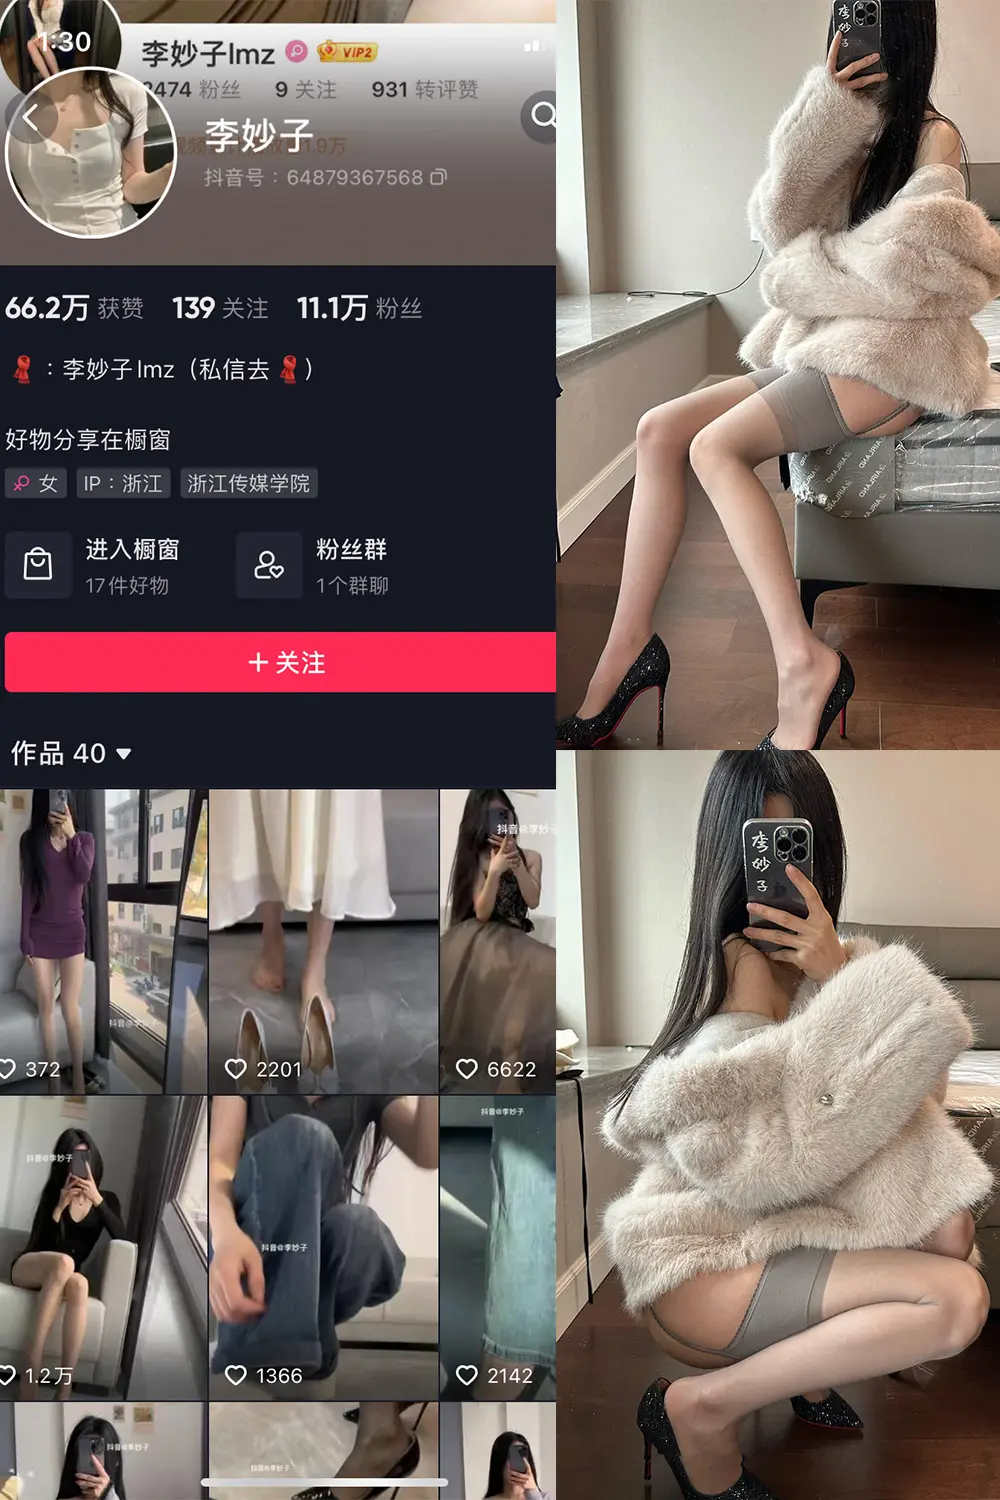 1:30
李妙子lmz VIP2
2474 粉丝 9 关注 931 转评赞
李妙子
抖音号：64879367568
66.2万 获赞 139 关注 11.1万 粉丝
：李妙子lmz（私信去 ）
好物分享在橱窗
女 IP：浙江 浙江传媒学院
进入橱窗 粉丝群
17件好物 1个群聊
+ 关注
作品 40
抖音@李妙子
抖音@李妙子
372 2201 6622
抖音@李妙子
抖音@李妙子
抖音@李妙子
1.2万 1366 2142
抖音@李妙子
抖音@李妙子
李妙子
AIRLAND
李妙子